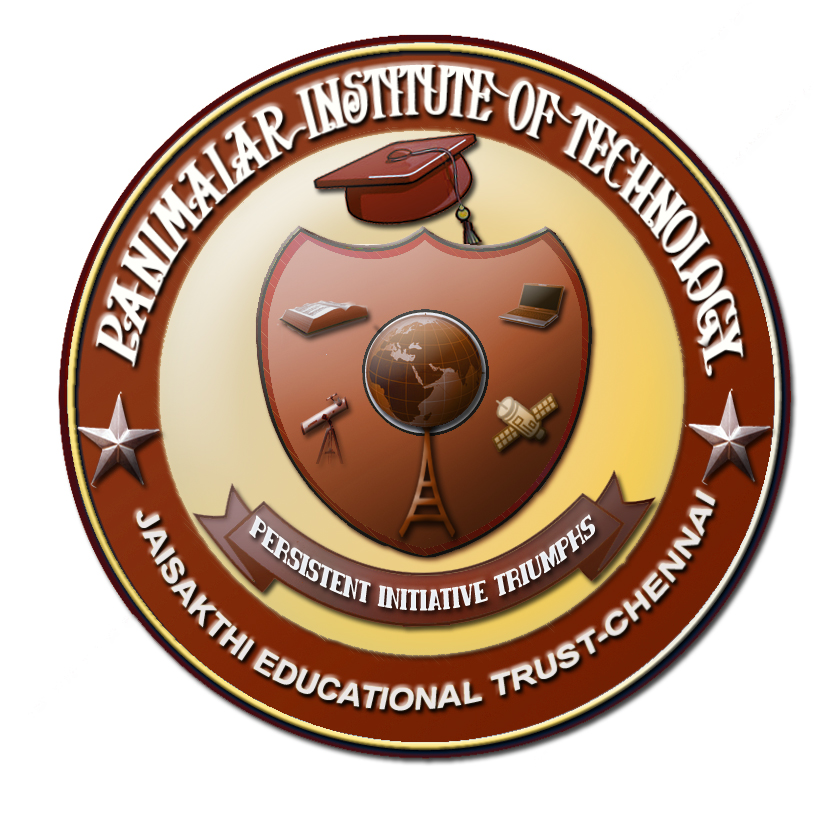 PANIMALAR INSTITUTE OF TECHNOLOGY
PERSISTENT INITIATIVE TRIUMPHS
JAISAKTHI EDUCATIONAL TRUST-CHENNAI